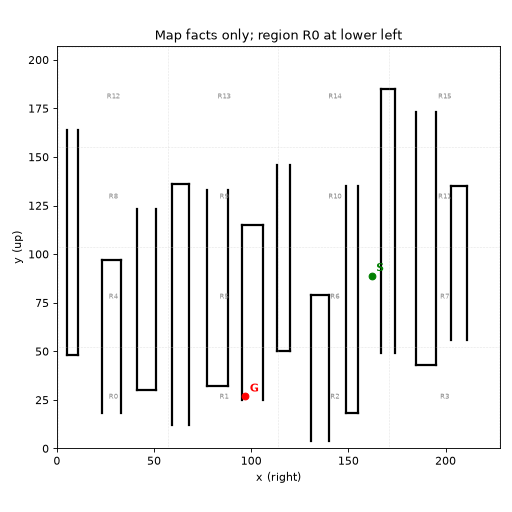 Map facts only; region R0 at lower left
200
R12 R13 R14 R15
175
150
R8 R9 R10 R11
125
100
S
R4 R5 R6 R7
75
50
G
R0 R1 R2 R3
25
0
0 50 100 150 200
x (right)
y (up)